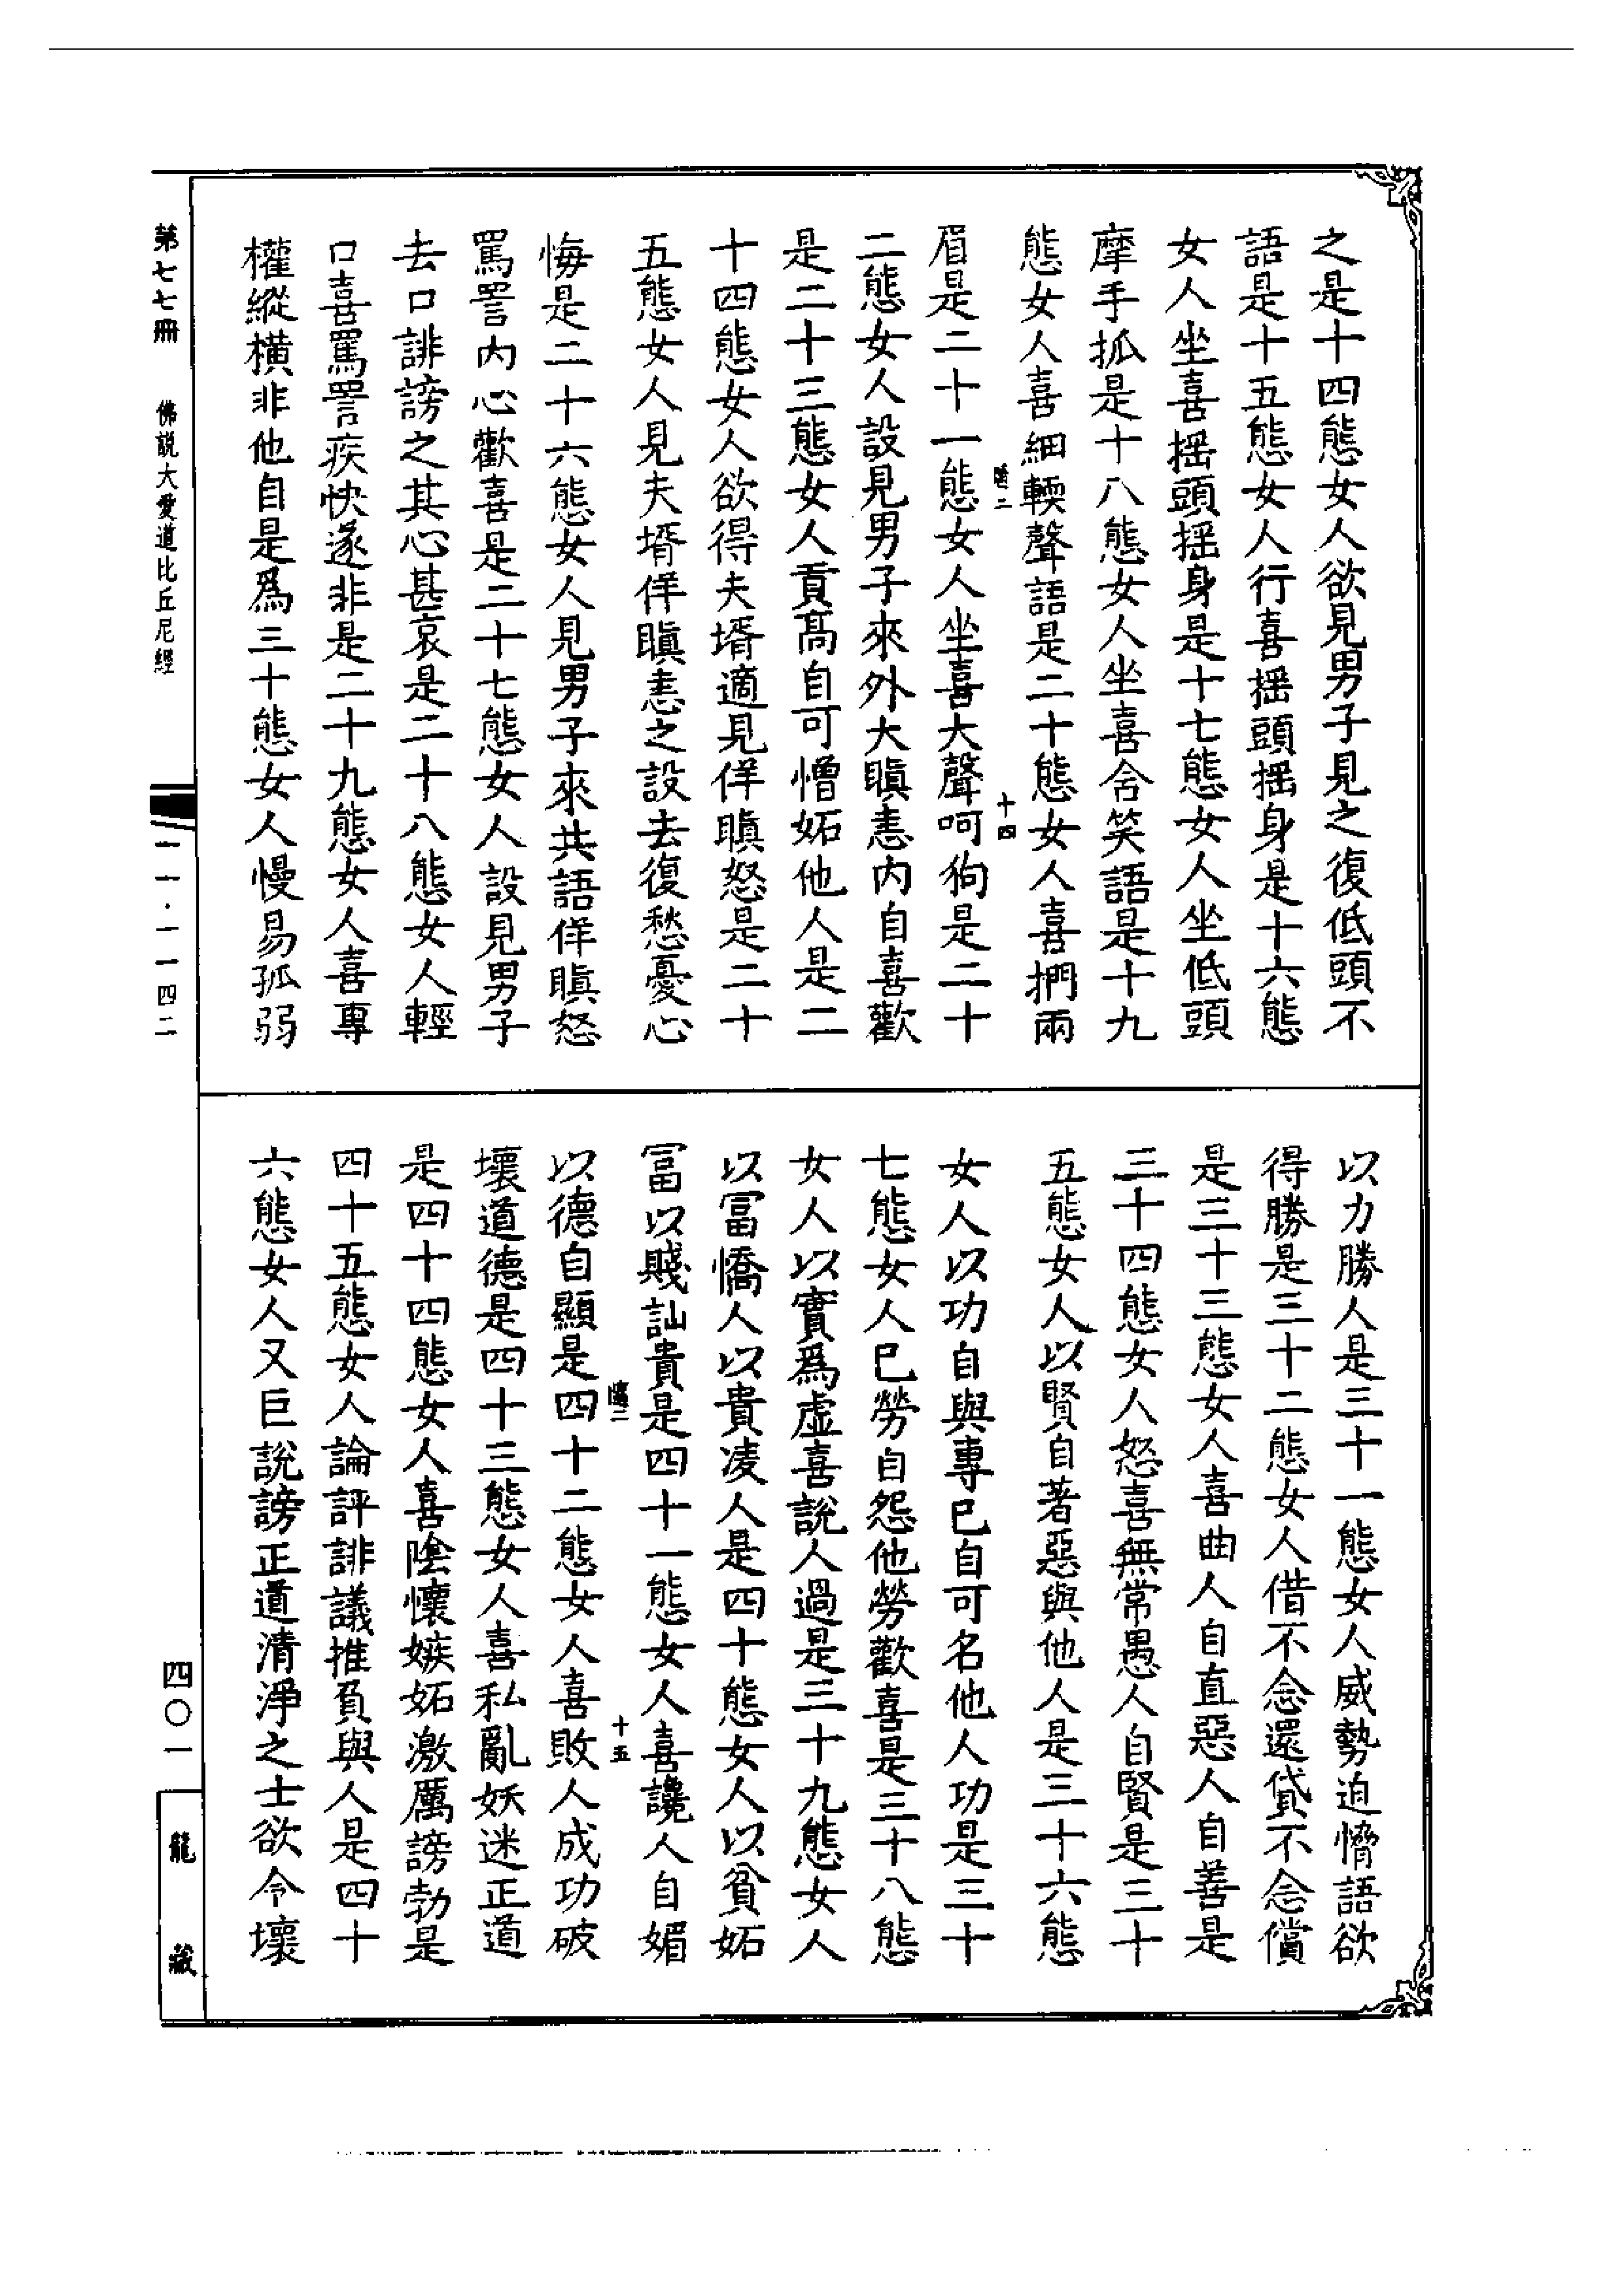 之是十四態女人欲見男子見之復低頭不
語是十五態女人行喜搖頭搖身是十六態
女人坐喜搖頭搖身是十七態女人坐低頭
摩手抓是十八態女人坐喜含笑語是十九
態女人喜細輭聲語是二十態女人喜捫兩
隨二
十四
眉是二十一態女人坐喜大聲呵狗是二十
二態女人設見男子來外大瞋恚内自喜歡
是二十三態女人貢高自可憎妬他人是二
十四態女人欲得夫壻適見佯瞋怒是二十
五態女人見夫壻佯瞋恚之設去復愁憂心
悔是二十六態女人見男子來共語佯瞋怒
罵詈内心歡喜是二十七態女人設見男子
去口誹謗之其心甚哀是二十八態女人輕
口喜罵詈疾快遂非是二十九態女人喜專
權縱横非他自是爲三十態女人慢易孤弱
以力勝人是三十一態女人威勢迫愶語欲
得勝是三十二態女人借不念還貸不念償
是三十三態女人喜曲人自直惡人自善是
三十四態女人怒喜無常愚人自賢是三十
五態女人以賢自著惡與他人是三十六態
女人以功自與專已自可名他人功是三十
七態女人已勞自怨他勞歡喜是三十八態
女人以實爲虚喜說人過是三十九態女人
以富憍人以貴凌人是四十態女人以貧妬
富以賤訕貴是四十一態女人喜讒人自媚
隨二
十五
以德自顯是四十二態女人喜敗人成功破
壞道德是四十三態女人喜私亂妖迷正道
是四十四態女人喜陰懷嫉妬激厲謗勃是
四十五態女人論評誹議推負與人是四十
六態女人又巨說謗正道清淨之士欲令壞
第七七冊
佛説大愛道比丘尼經
一一一·一一四二
四〇一
龍藏